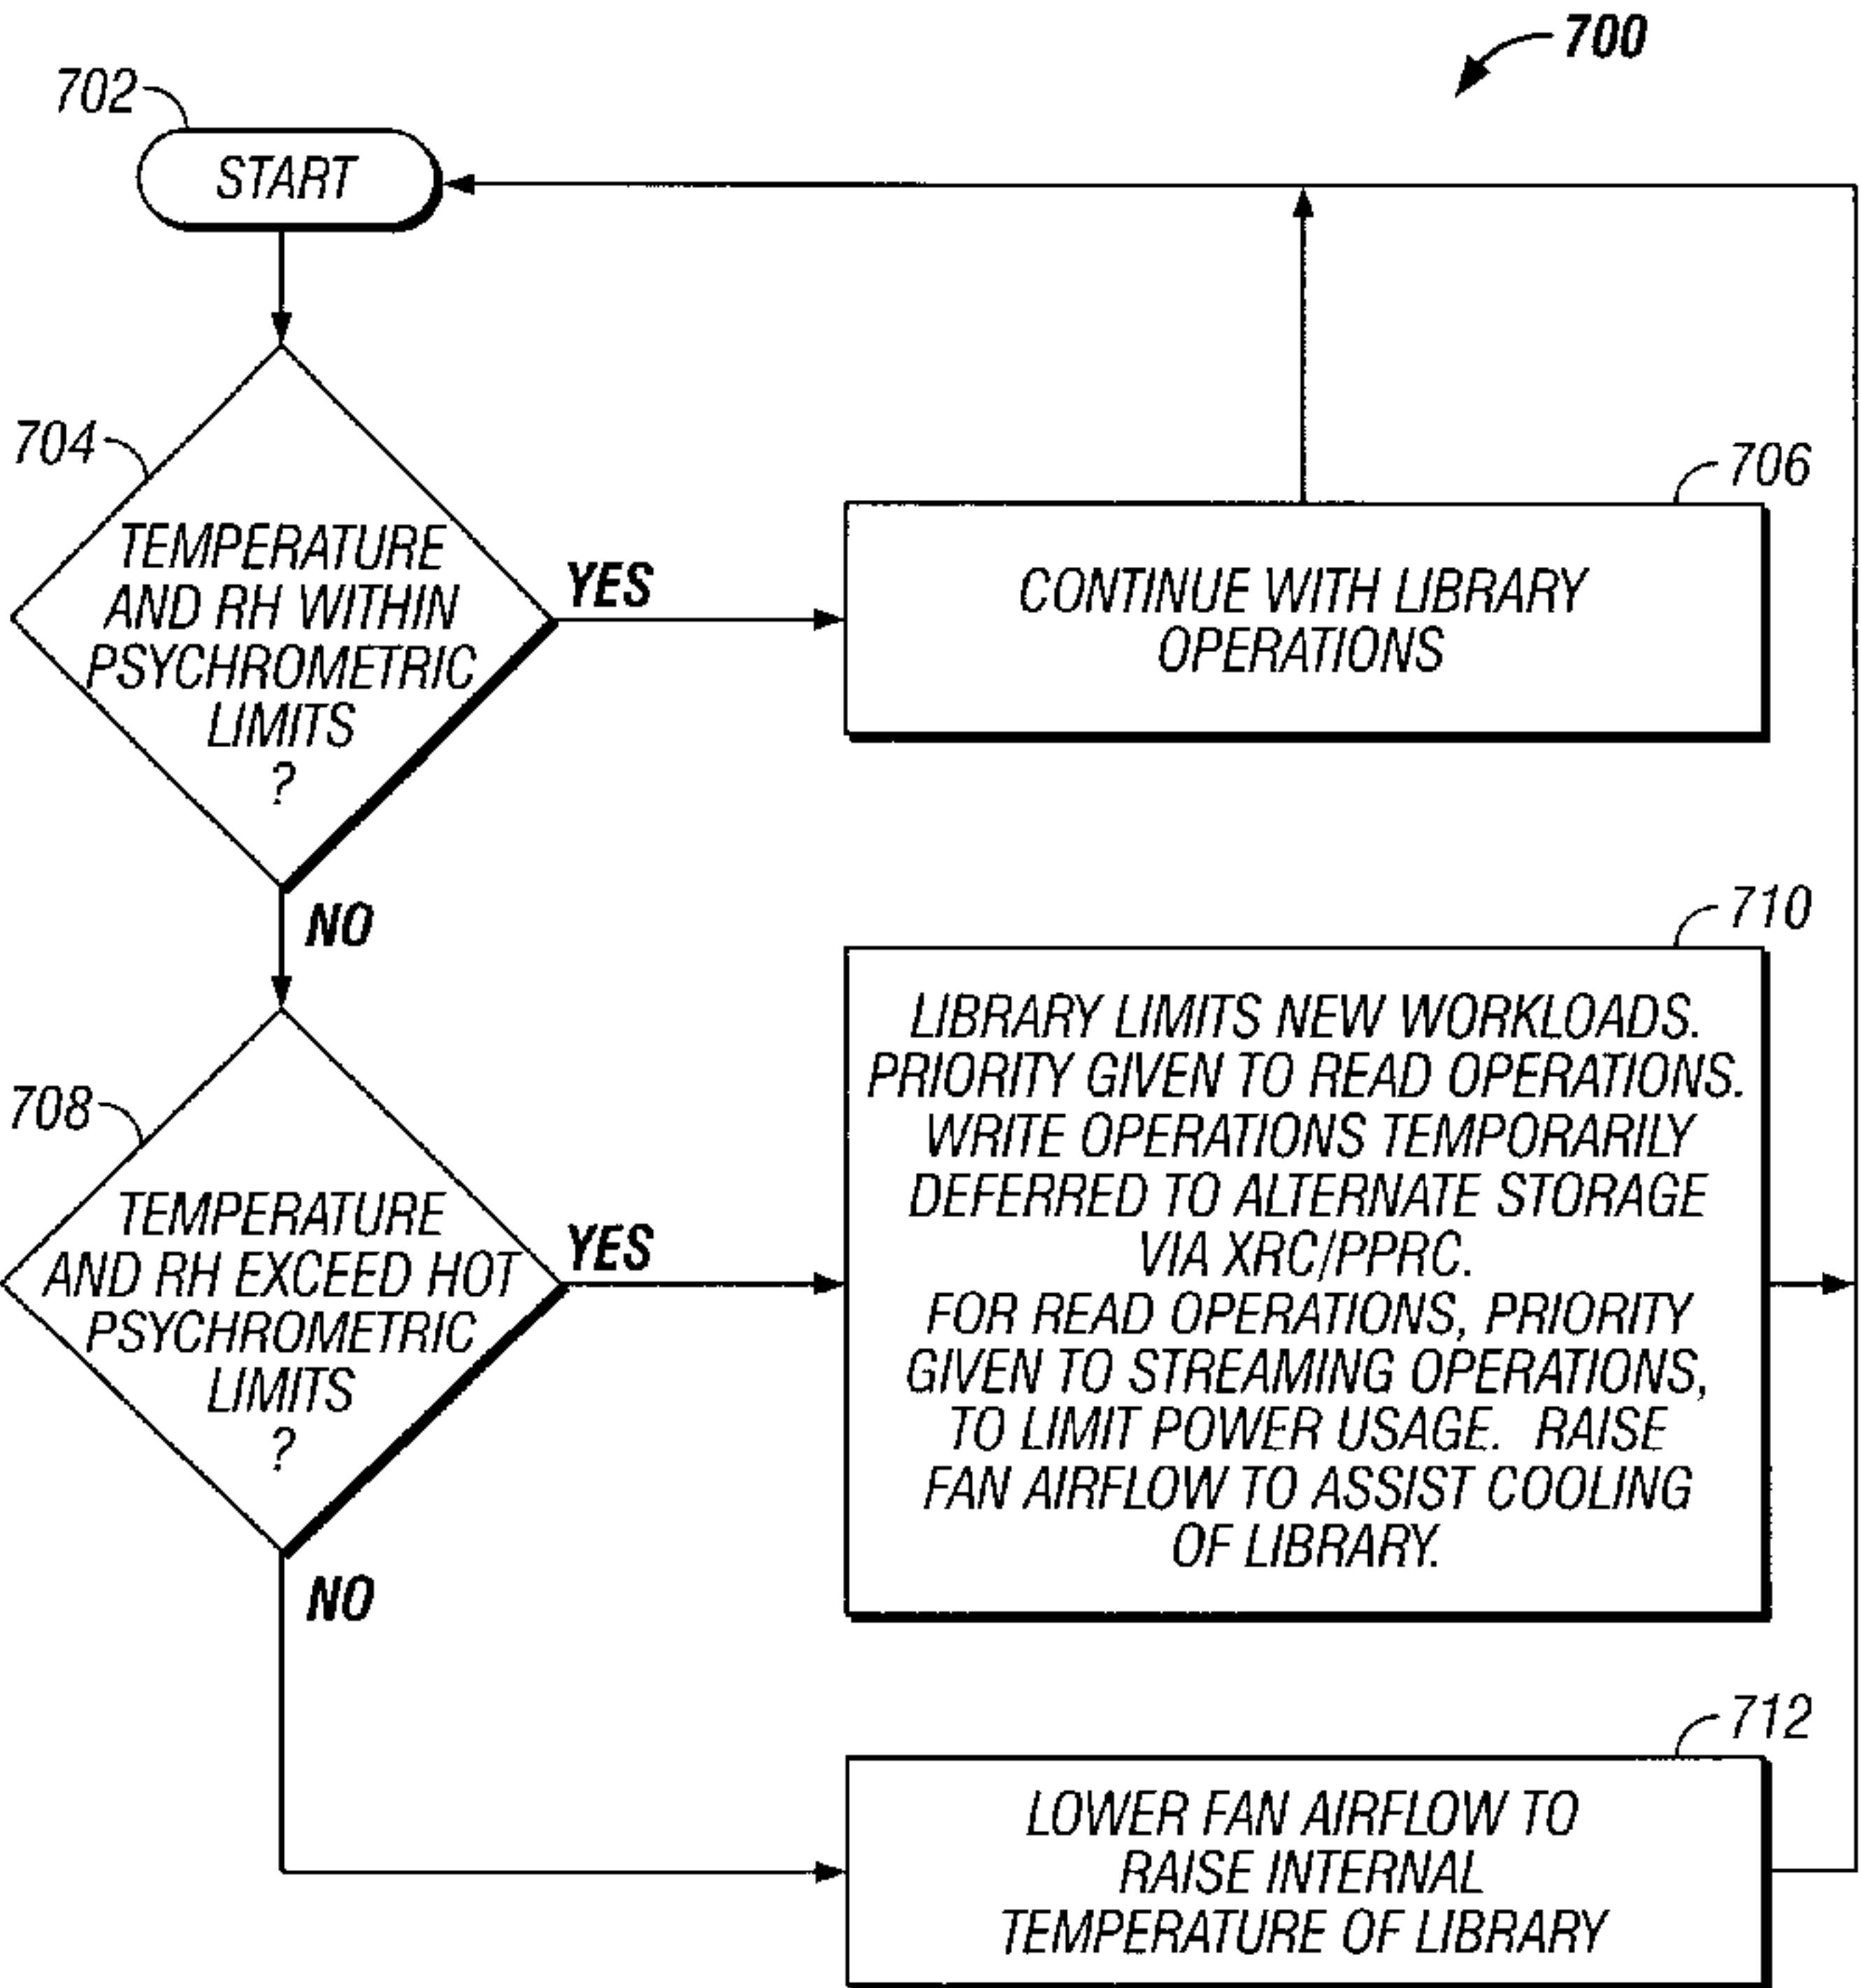 700
702
START
704
TEMPERATURE
AND RH WITHIN
PSYCHROMETRIC
LIMITS
?
YES
706
CONTINUE WITH LIBRARY
OPERATIONS
NO
708
TEMPERATURE
AND RH EXCEED HOT
PSYCHROMETRIC
LIMITS
?
YES
710
LIBRARY LIMITS NEW WORKLOADS.
PRIORITY GIVEN TO READ OPERATIONS.
WRITE OPERATIONS TEMPORARILY
DEFERRED TO ALTERNATE STORAGE
VIA XRC/PPRC.
FOR READ OPERATIONS, PRIORITY
GIVEN TO STREAMING OPERATIONS,
TO LIMIT POWER USAGE. RAISE
FAN AIRFLOW TO ASSIST COOLING
OF LIBRARY.
NO
712
LOWER FAN AIRFLOW TO
RAISE INTERNAL
TEMPERATURE OF LIBRARY